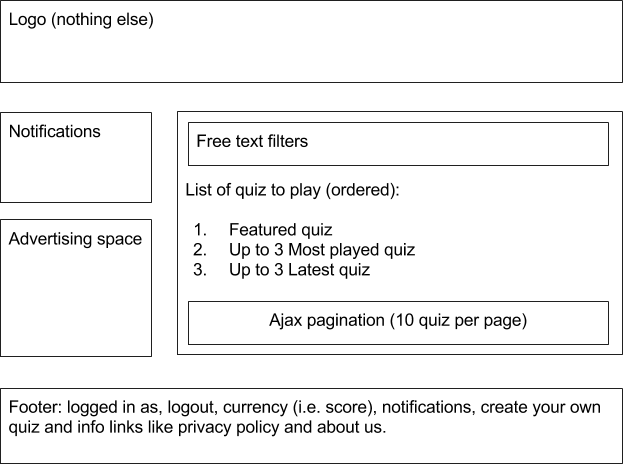 Logo (nothing else)
Notifications
Advertising space
Free text filters
List of quiz to play (ordered):
1. Featured quiz
2. Up to 3 Most played quiz
3. Up to 3 Latest quiz
Ajax pagination (10 quiz per page)
Footer: logged in as, logout, currency (i.e. score), notifications, create your own
quiz and info links like privacy policy and about us.